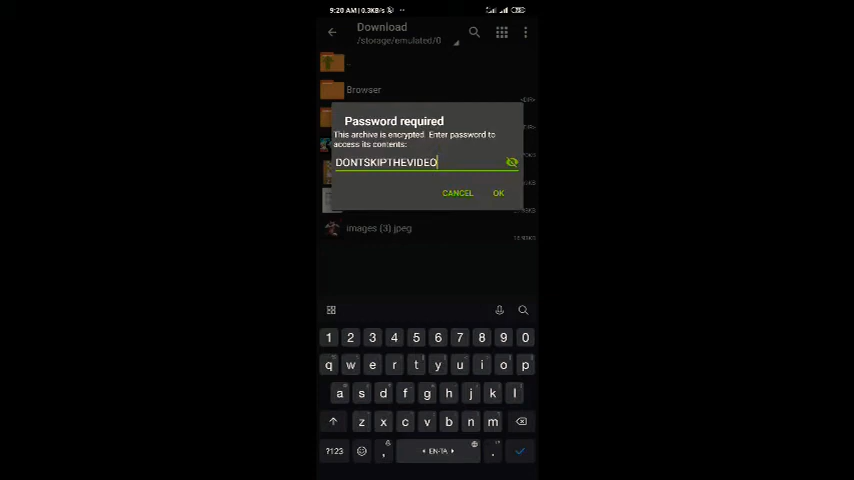 9:20 AM | 0.3KB/s
Download
/storage/emulated/0
..
Browser
<DIR>
Password required
This archive is encrypted. Enter password to
access its contents:
DONTSKIPTHEVIDEO
CANCEL OK
images (3).jpeg
1 2 3 4 5 6 7 8 9 0
q w e r t y u i o p
a s d f g h j k l
z x c v b n m
?123 , EN-TA .